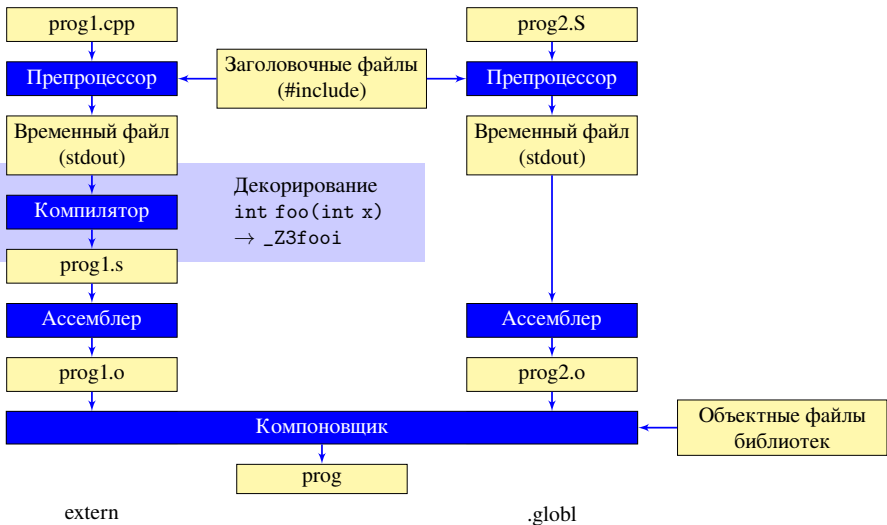 prog1.cpp
prog2.S
Заголовочные файлы
(#include)
Препроцессор
Препроцессор
Временный файл
(stdout)
Временный файл
(stdout)
Декорирование
int foo(int x)
→ _Z3fooi
Компилятор
prog1.s
Ассемблер
Ассемблер
prog1.o
prog2.o
Компоновщик
Объектные файлы
библиотек
prog
extern
.globl